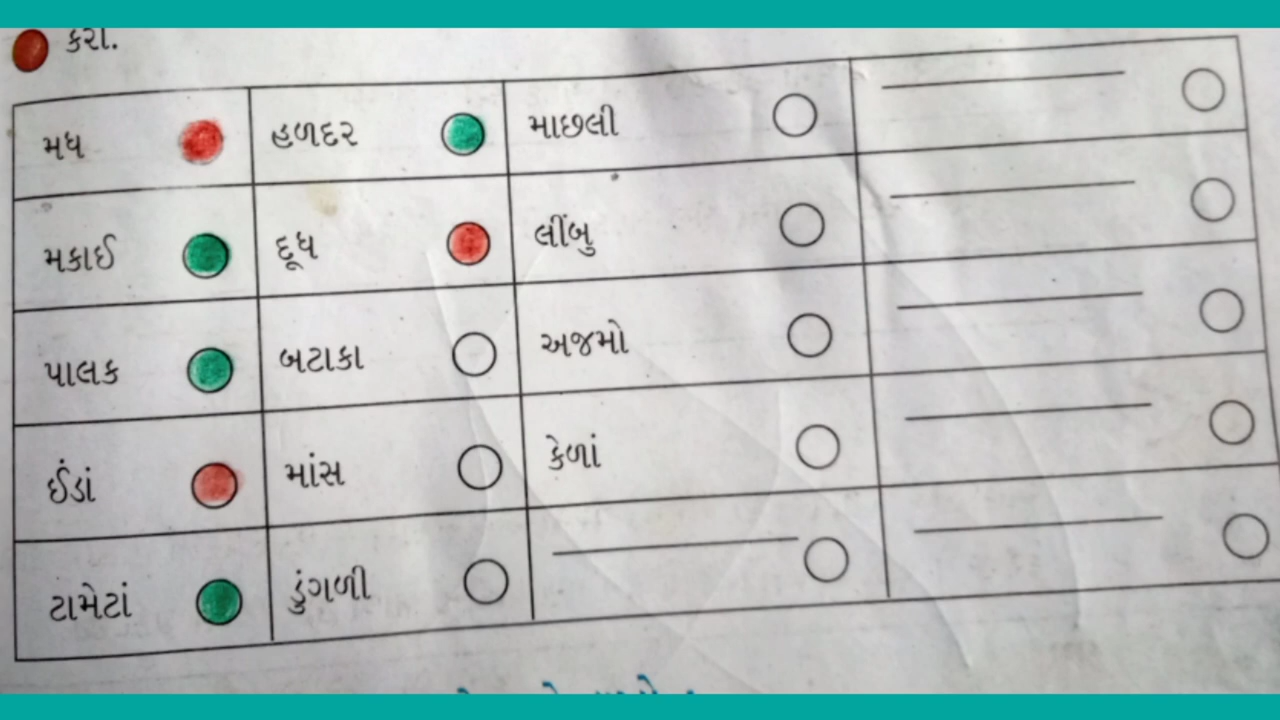 કરો.
મધ હળદર માછલી
મકાઈ દૂધ લીંબુ
પાલક બટાકા અજમો
ઈંડાં માંસ કેળાં
ટામેટાં ડુંગળી